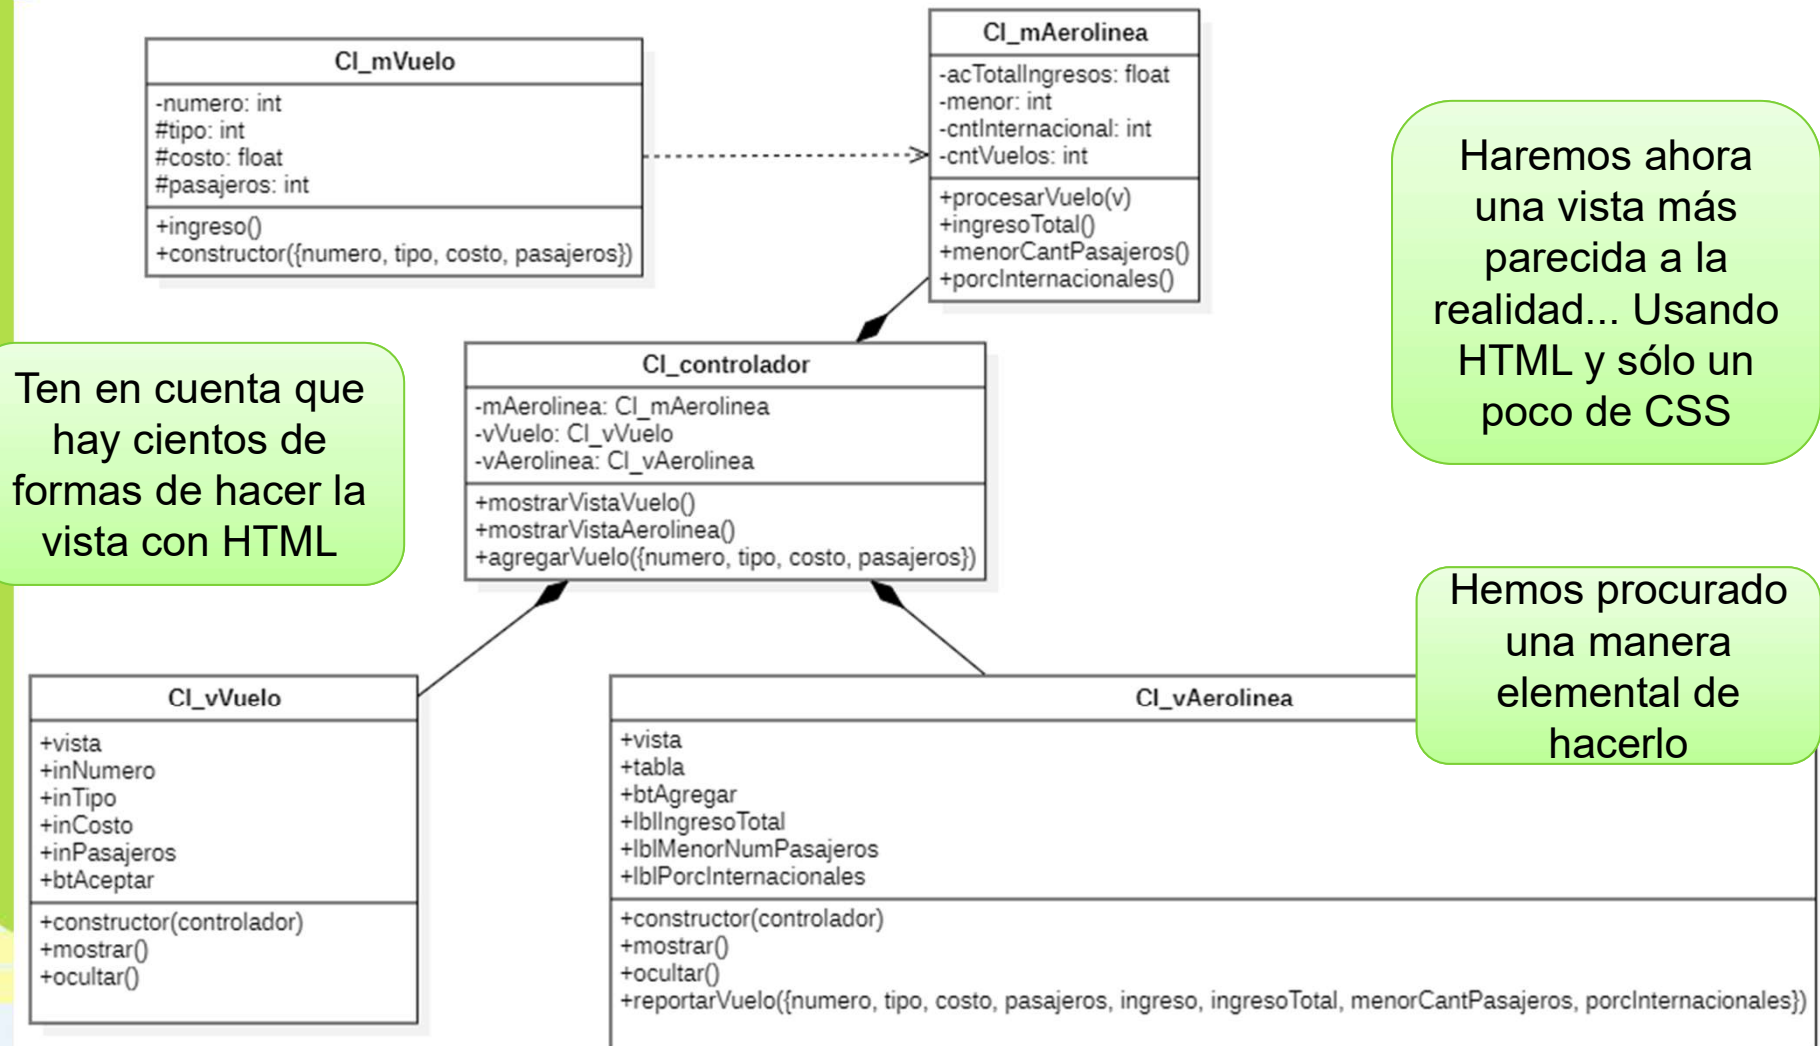 Cl_mVuelo
-numero: int
#tipo: int
#costo: float
#pasajeros: int
+ingreso()
+constructor({numero, tipo, costo, pasajeros})
Cl_mAerolinea
-acTotalIngresos: float
-menor: int
-cntInternacional: int
-cntVuelos: int
+procesarVuelo(v)
+ingresoTotal()
+menorCantPasajeros()
+porcInternacionales()
Haremos ahora
una vista más
parecida a la
realidad... Usando
HTML y sólo un
poco de CSS
Ten en cuenta que
hay cientos de
formas de hacer la
vista con HTML
Cl_controlador
-mAerolinea: Cl_mAerolinea
-vVuelo: Cl_vVuelo
-vAerolinea: Cl_vAerolinea
+mostrarVistaVuelo()
+mostrarVistaAerolinea()
+agregarVuelo({numero, tipo, costo, pasajeros})
Hemos procurado
una manera
elemental de
hacerlo
Cl_vVuelo
+vista
+inNumero
+inTipo
+inCosto
+inPasajeros
+btAceptar
+constructor(controlador)
+mostrar()
+ocultar()
Cl_vAerolinea
+vista
+tabla
+btAgregar
+lblIngresoTotal
+lblMenorNumPasajeros
+lblPorcInternacionales
+constructor(controlador)
+mostrar()
+ocultar()
+reportarVuelo({numero, tipo, costo, pasajeros, ingreso, ingresoTotal, menorCantPasajeros, porcInternacionales})